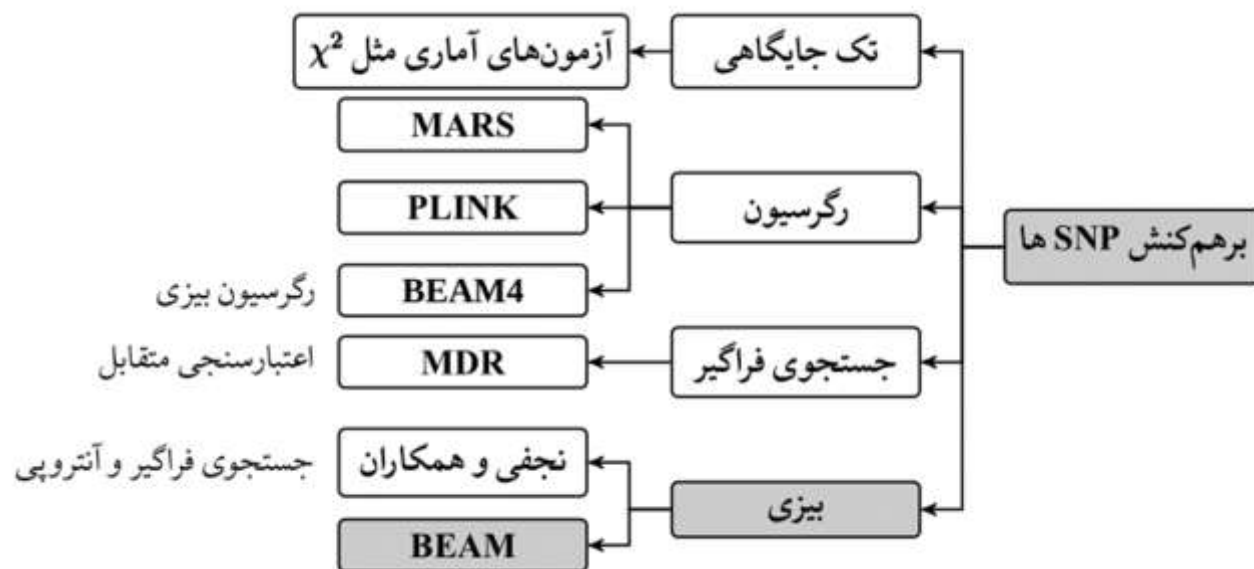 برهم‌کنش SNP ها
تک جایگاهی
آزمون‌های آماری مثل χ²
رگرسیون
MARS
PLINK
BEAM4
رگرسیون بیزی
جستجوی فراگیر
MDR
اعتبارسنجی متقابل
بیزی
نجفی و همکاران
جستجوی فراگیر و آنتروپی
BEAM